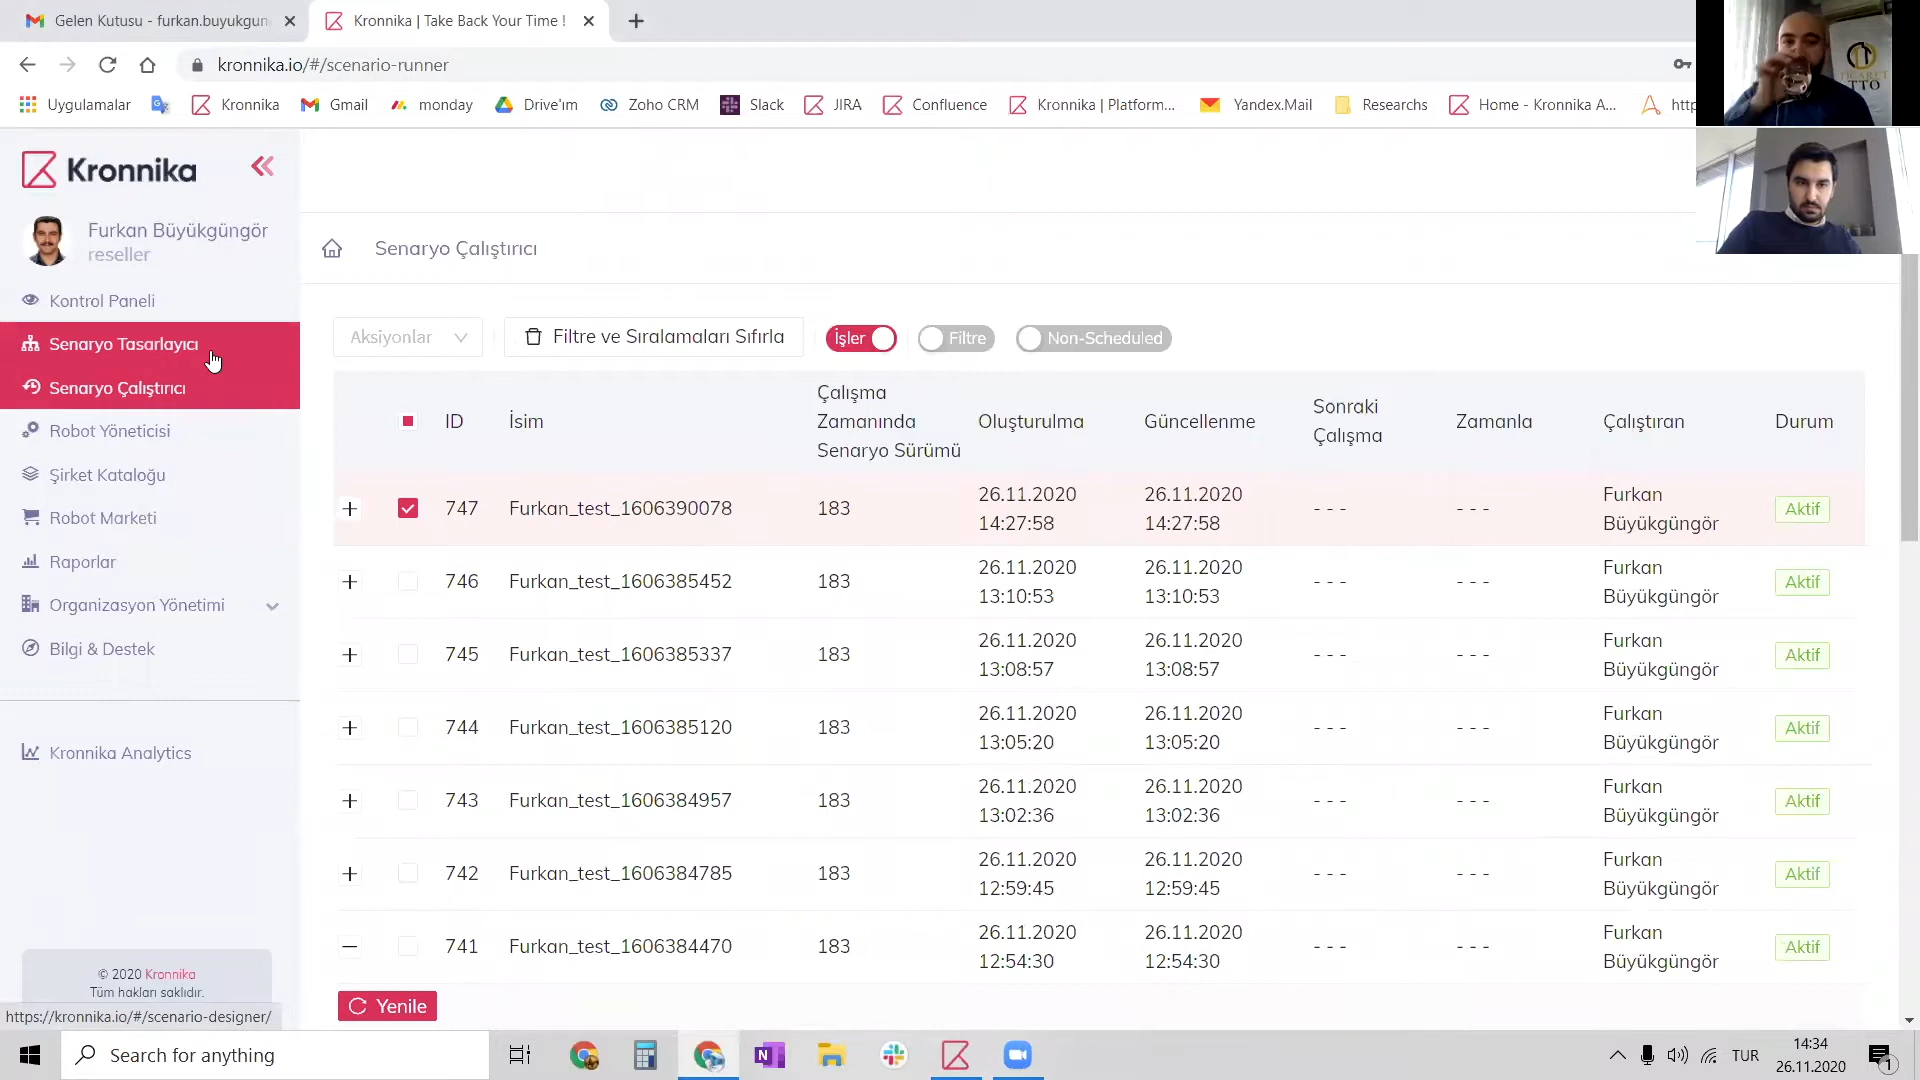 Gelen Kutusu - furkan.buyukgun
Kronnika | Take Back Your Time !
kronnika.io/#/scenario-runner
Uygulamalar
Kronnika
Gmail
monday
Drive'ım
Zoho CRM
Slack
JIRA
Confluence
Kronnika | Platform...
Yandex.Mail
Researchs
Home - Kronnika A...
TİCARET
TTO
Kronnika
Furkan Büyükgüngör
reseller
Kontrol Paneli
Senaryo Tasarlayıcı
Senaryo Çalıştırıcı
Robot Yöneticisi
Şirket Kataloğu
Robot Marketi
Raporlar
Organizasyon Yönetimi
Bilgi & Destek
Kronnika Analytics
© 2020 Kronnika
Tüm hakları saklıdır.
https://kronnika.io/#/scenario-designer/
Senaryo Çalıştırıcı
Aksiyonlar
Filtre ve Sıralamaları Sıfırla
İşler
Filtre
Non-Scheduled
ID İsim Çalışma Zamanında Senaryo Sürümü Oluşturulma Güncellenme Sonraki Çalışma Zamanla Çalıştıran Durum
747 Furkan_test_1606390078 183 26.11.2020 14:27:58 26.11.2020 14:27:58 - - - - - - Furkan Büyükgüngör Aktif
746 Furkan_test_1606385452 183 26.11.2020 13:10:53 26.11.2020 13:10:53 - - - - - - Furkan Büyükgüngör Aktif
745 Furkan_test_1606385337 183 26.11.2020 13:08:57 26.11.2020 13:08:57 - - - - - - Furkan Büyükgüngör Aktif
744 Furkan_test_1606385120 183 26.11.2020 13:05:20 26.11.2020 13:05:20 - - - - - - Furkan Büyükgüngör Aktif
743 Furkan_test_1606384957 183 26.11.2020 13:02:36 26.11.2020 13:02:36 - - - - - - Furkan Büyükgüngör Aktif
742 Furkan_test_1606384785 183 26.11.2020 12:59:45 26.11.2020 12:59:45 - - - - - - Furkan Büyükgüngör Aktif
741 Furkan_test_1606384470 183 26.11.2020 12:54:30 26.11.2020 12:54:30 - - - - - - Furkan Büyükgüngör Aktif
Yenile
Search for anything
TUR
14:34
26.11.2020
1